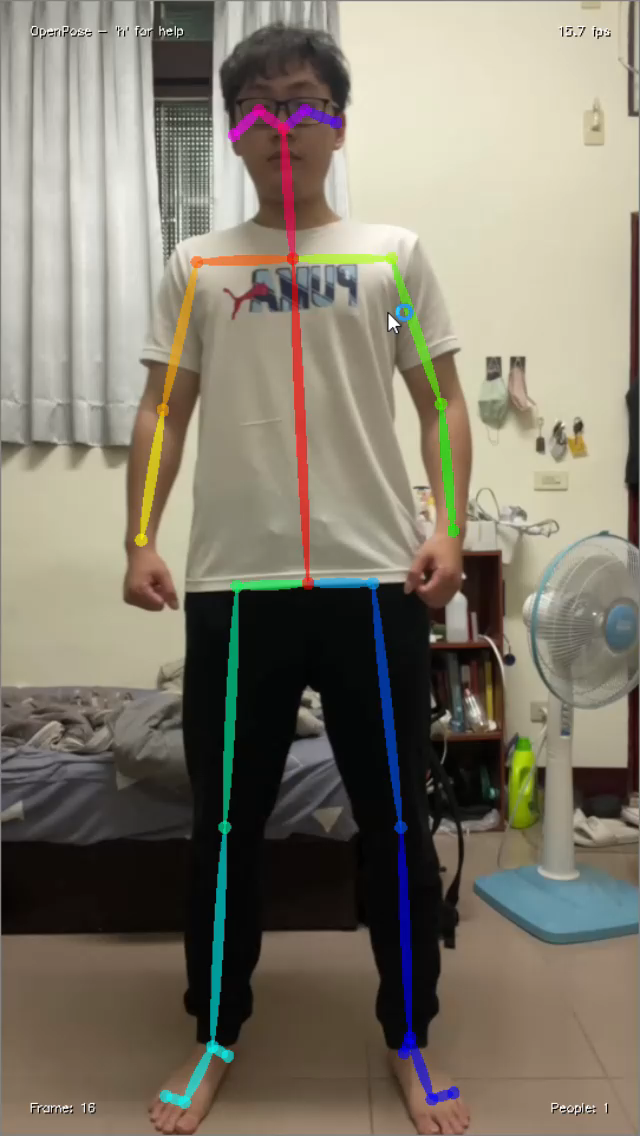 OpenPose - 'h' for help
15.7 fps
PUMA
Frame: 16
People: 1